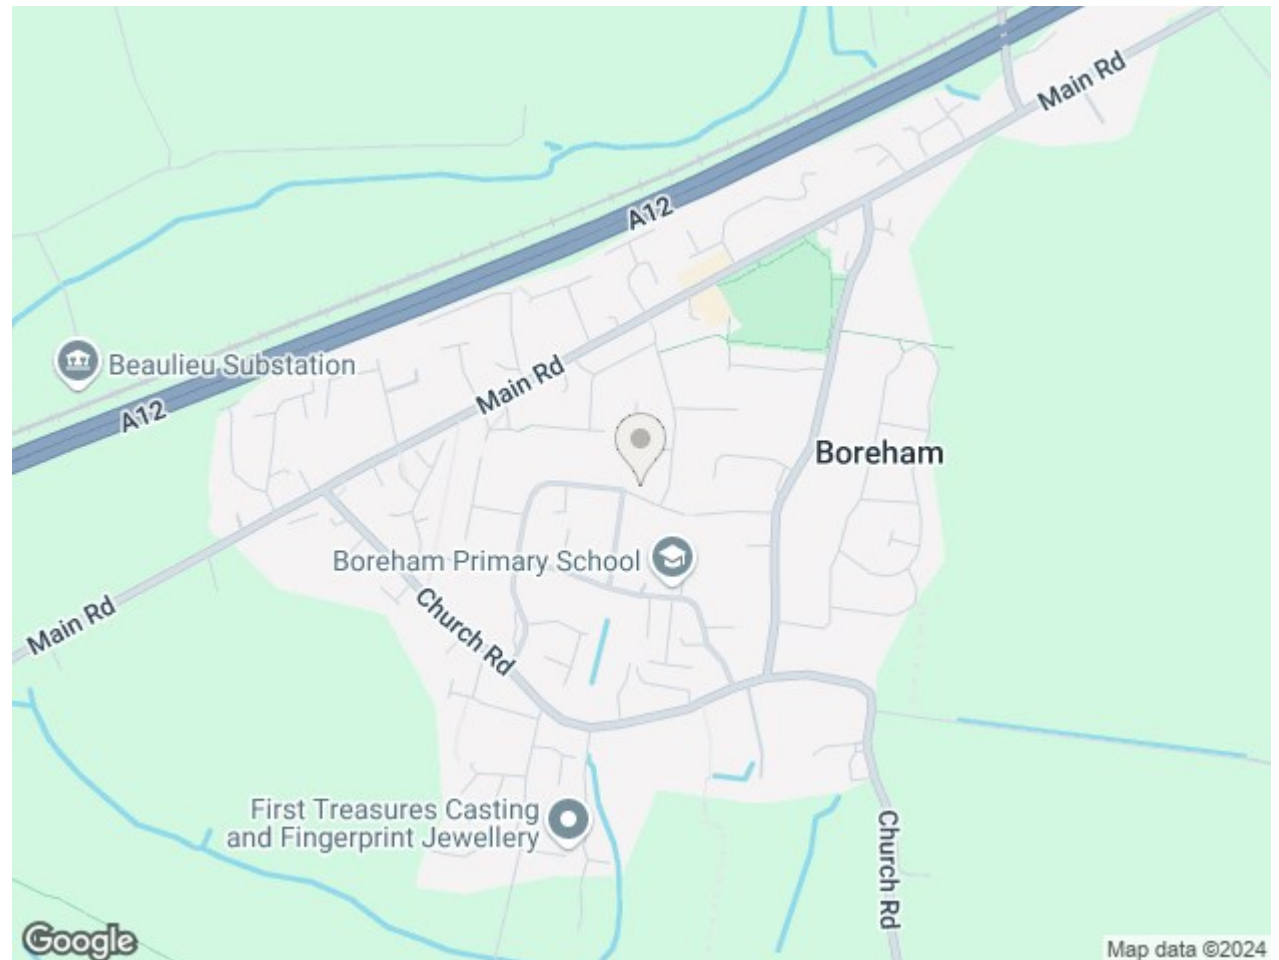 Main Rd
A12
Beaulieu Substation
A12
Main Rd
Boreham
Boreham Primary School
Church Rd
Main Rd
First Treasures Casting
and Fingerprint Jewellery
Church Rd
Google
Map data ©2024